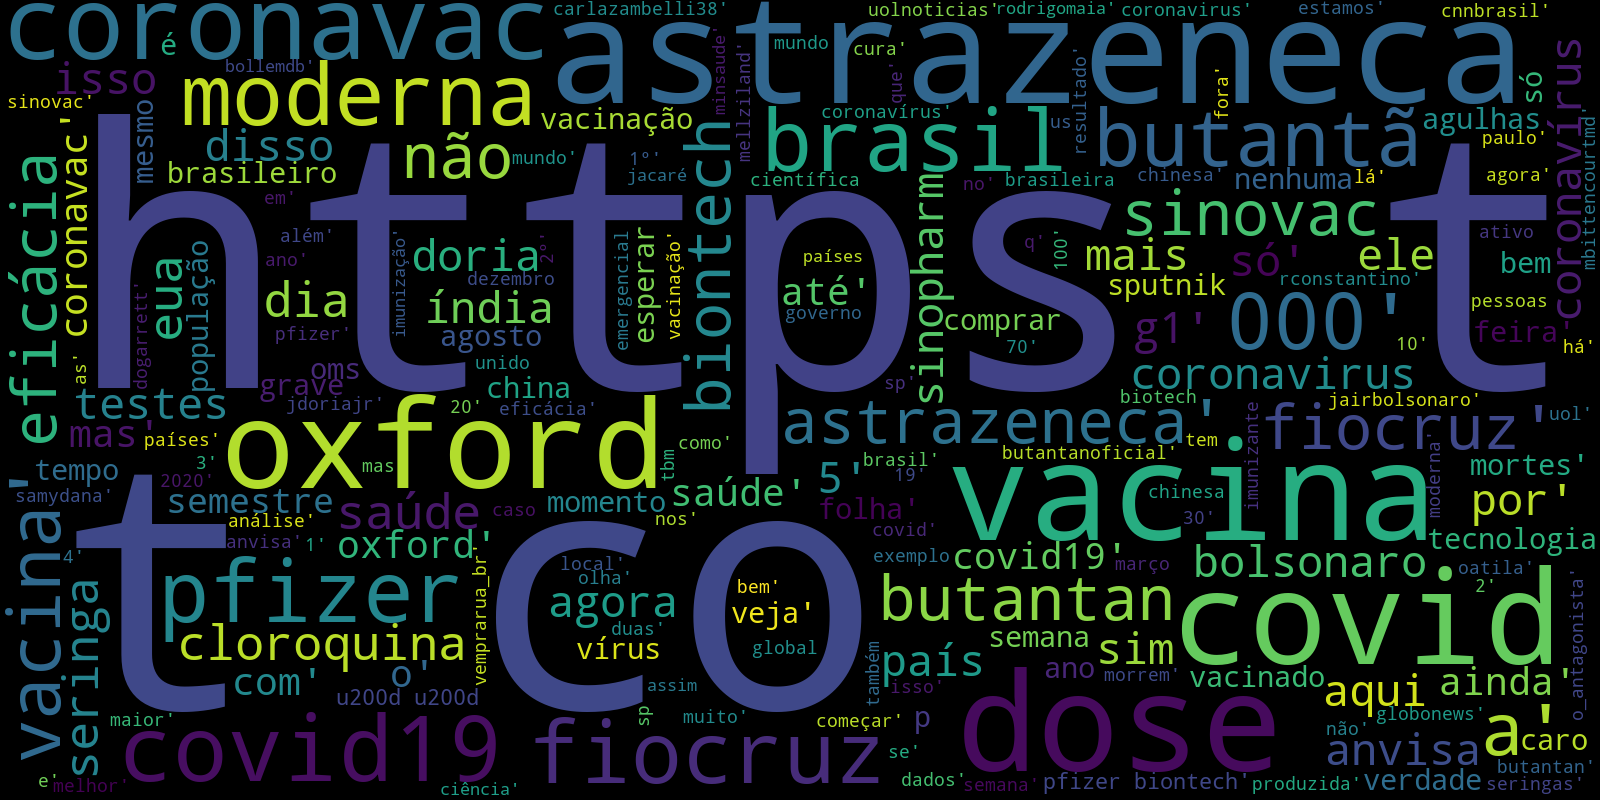 coronavac
astrazeneca
carlazambelli38'
uolnoticias'
rodrigomaia'
coronavirus'
estamos'
cnnbrasil'
é
isso
bollemdb'
moderna
minsaude'
mundo
cura'
que'
fora'
só
coronavírus
sinovac'
mesmo
vacinação
mellziland'
brasil
coronavírus'
us
resultado'
butantã
agulhas
paulo'
mbittencourtmd'
disso
não
mundo'
1º'
jacaré
brasileiro
científica
no'
brasileira
chinesa'
nenhuma
lá'
agora'
https
t
eficácia
coronavac'
em'
biontech
sinopharm
sinovac
além'
eua
população
ano'
imunização'
doria
2º'
emergencial
esperar
vacinação'
países
q'
100'
mais
só'
ele
ativo
bem
dezembro
até'
sputnik
rconstantino'
dia
índia
governo
comprar
g1'
000'
pessoas
pfizer'
agosto
70'
10'
feira'
há'
as'
dogarrett'
oms
grave
unido
china
sp'
coronavirus
testes
jdoriajr'
20'
eficácia'
biotech
jairbolsonaro'
mas'
países'
oxford
astrazeneca'
tem
imunizante
fiocruz'
uol'
tempo
3'
mas
tbm
como'
brasil'
butantanoficial'
moderna'
mortes'
samydana'
2020'
5'
19'
vacina
semestre
saúde
caso
momento
saúde'
folha'
chinesa
por'
vacina'
análise'
nos'
30'
4'
t
co
anvisa'
1'
oxford'
covid'
tecnologia
seringa
pfizer
vemprarua_br'
local'
olha'
bem'
exemplo
covid19'
março
bolsonaro
oatila'
agora
veja'
butantan
covid
2'
duas'
cloroquina
vírus
global
semana
sim
o_antagonista'
com'
o'
também
país
ano
morrem'
vacinado
u200d u200d
assim
isso'
aqui
ainda'
maior'
covid19
fiocruz
sp
muito'
começar'
p
dose
globonews'
não'
a'
caro
se'
anvisa
butantan'
e'
melhor'
ciência'
dados'
semana'
pfizer biontech'
produzida'
verdade
seringas'